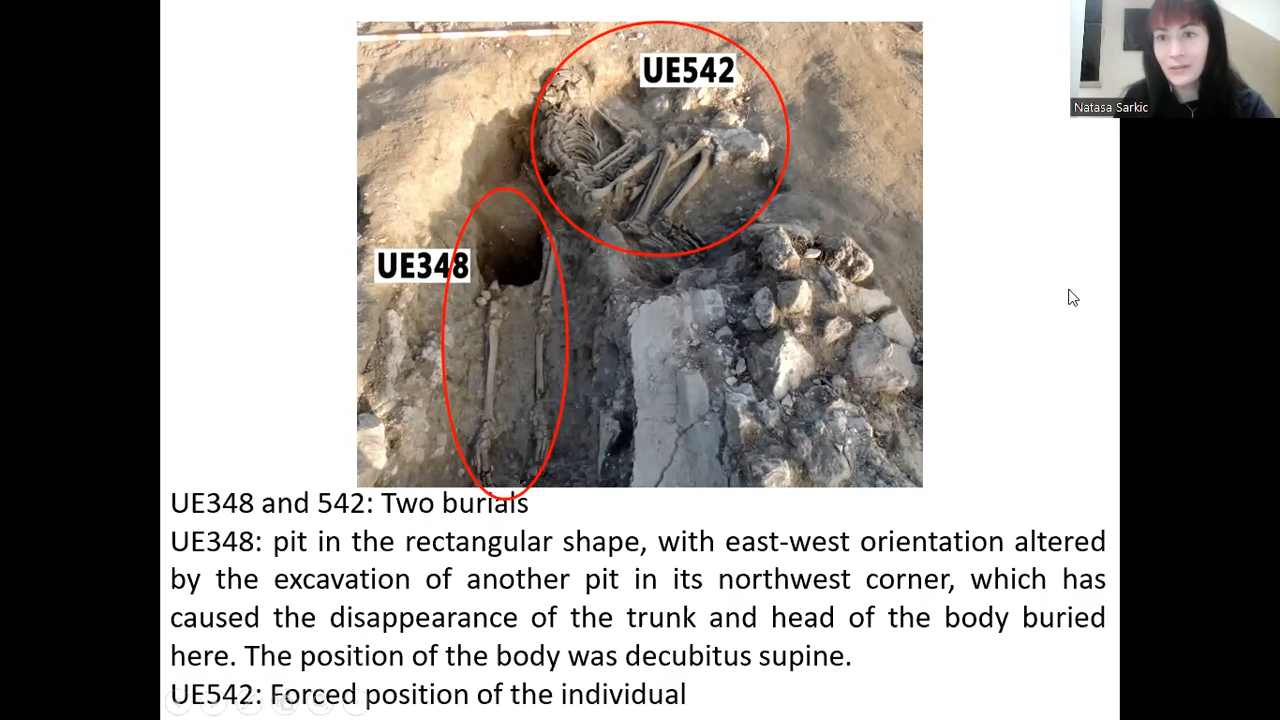 UE542
Natasa Sarkic
UE348
UE348 and 542: Two burials
UE348: pit in the rectangular shape, with east-west orientation altered
by the excavation of another pit in its northwest corner, which has
caused the disappearance of the trunk and head of the body buried
here. The position of the body was decubitus supine.
UE542: Forced position of the individual